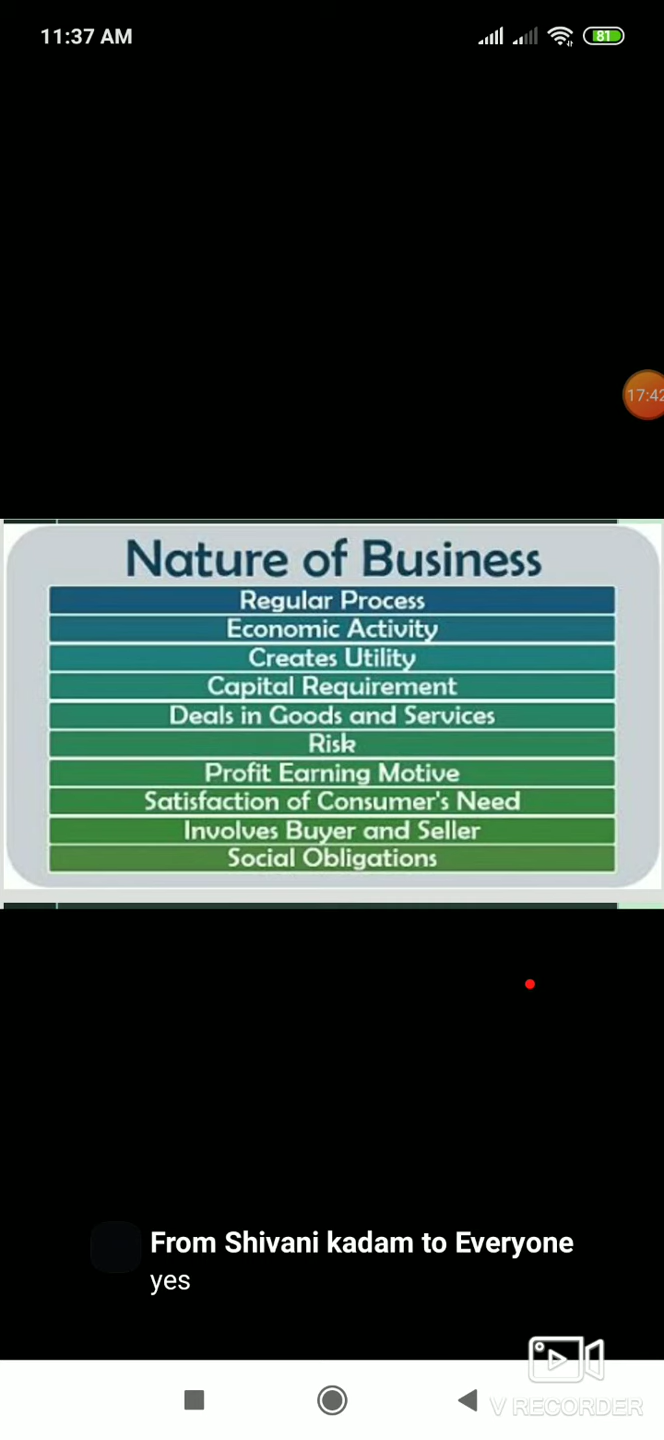 11:37 AM
81
17:42
Nature of Business
Regular Process
Economic Activity
Creates Utility
Capital Requirement
Deals in Goods and Services
Risk
Profit Earning Motive
Satisfaction of Consumer's Need
Involves Buyer and Seller
Social Obligations
From Shivani kadam to Everyone
yes
V RECORDER